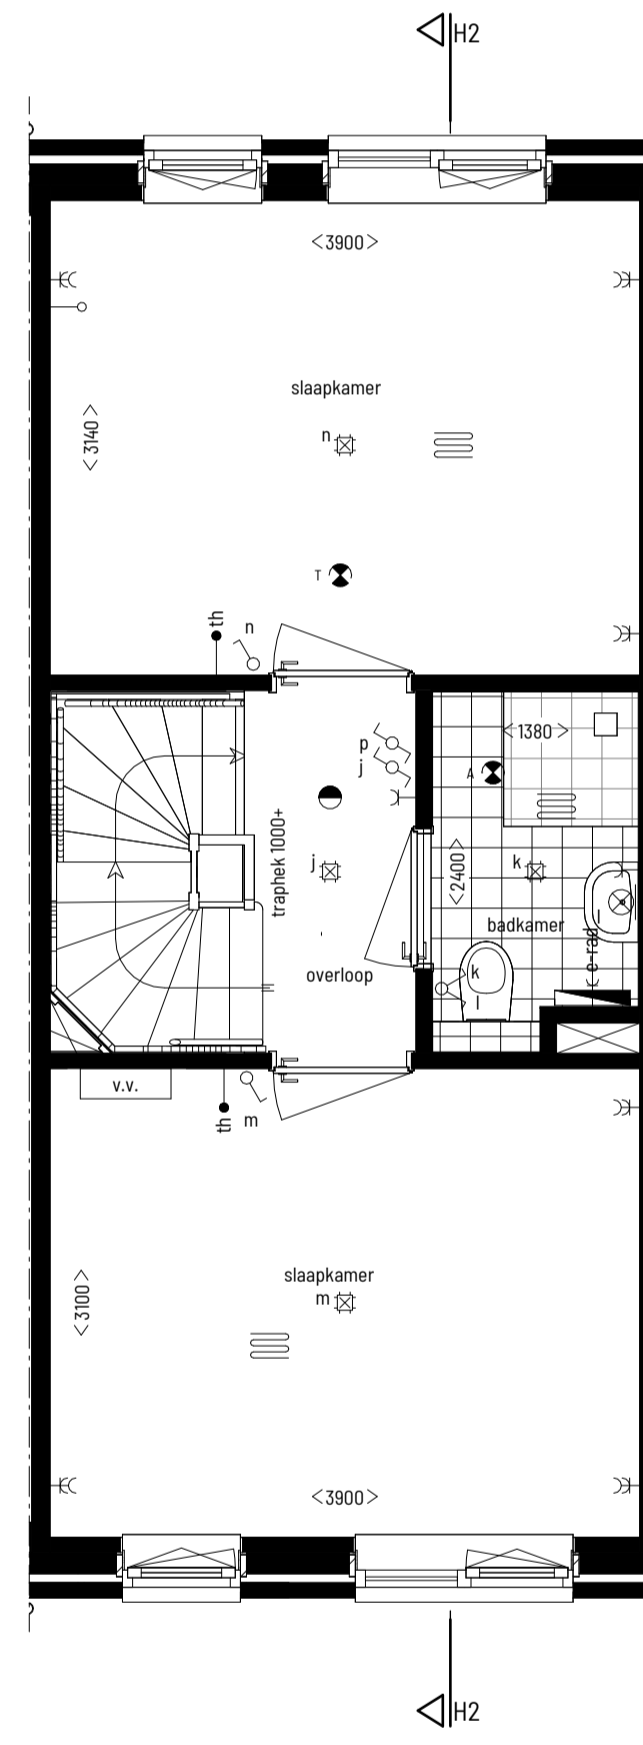 H2
<3900>
<3140>
slaapkamer
n
T
th
n
p
j
<1380>
A
traphek 1000+
j
<2400>
k
badkamer
l
e-rad
overloop
k
l
v.v.
th
m
slaapkamer
m
<3100>
<3900>
H2